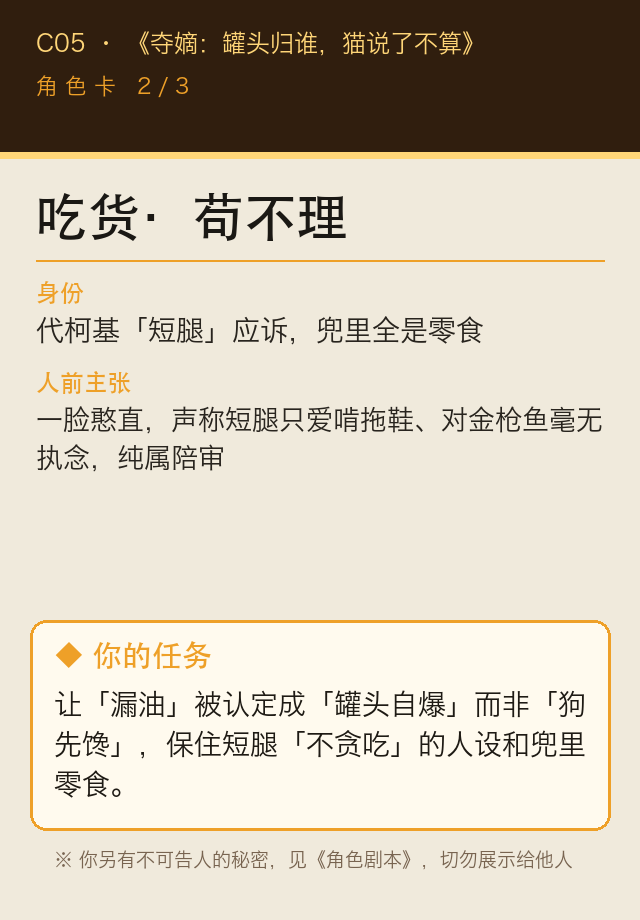 C05 · 《夺嫡：罐头归谁，猫说了不算》
角色卡 2/3
吃货· 苟不理
身份
代柯基「短腿」应诉，兜里全是零食
人前主张
一脸憨直，声称短腿只爱啃拖鞋、对金枪鱼毫无
执念，纯属陪审
◆ 你的任务
让「漏油」被认定成「罐头自爆」而非「狗
先馋」，保住短腿「不贪吃」的人设和兜里
零食。
※ 你另有不可告人的秘密，见《角色剧本》，切勿展示给他人